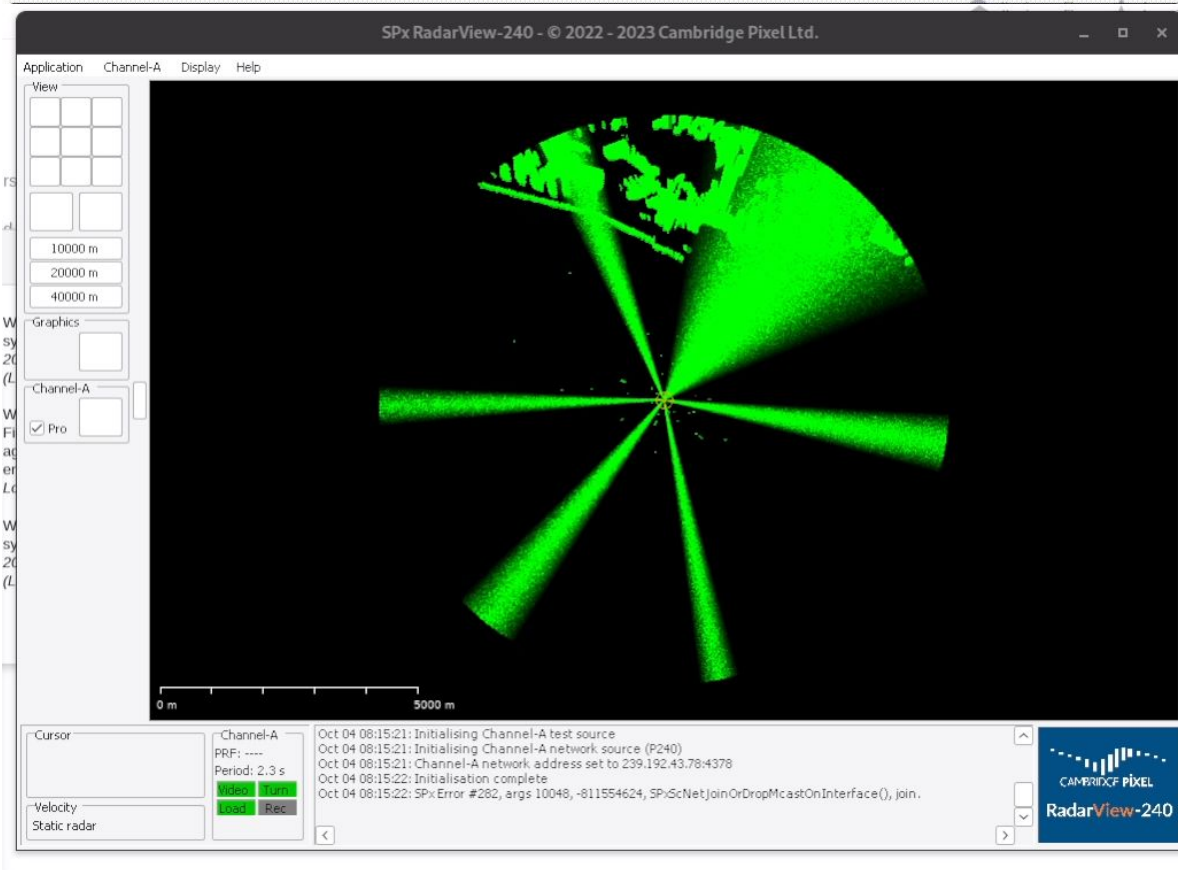 SPx RadarView-240 - © 2022 - 2023 Cambridge Pixel Ltd.
Application Channel-A Display Help
View
10000 m
20000 m
40000 m
Graphics
Channel-A
Pro
0 m 5000 m
Cursor
Velocity
Static radar
Channel-A
PRF: ----
Period: 2.3 s
Video Turn
Load Rec
Oct 04 08:15:21: Initialising Channel-A test source
Oct 04 08:15:21: Initialising Channel-A network source (P240)
Oct 04 08:15:21: Channel-A network address set to 239.192.43.78:4378
Oct 04 08:15:22: Initialisation complete
Oct 04 08:15:22: SPx Error #282, args 10048, -811554624, SPxScNetJoinOrDropMcastOnInterface(), join.
CAMBRIDGE PIXEL
RadarView-240